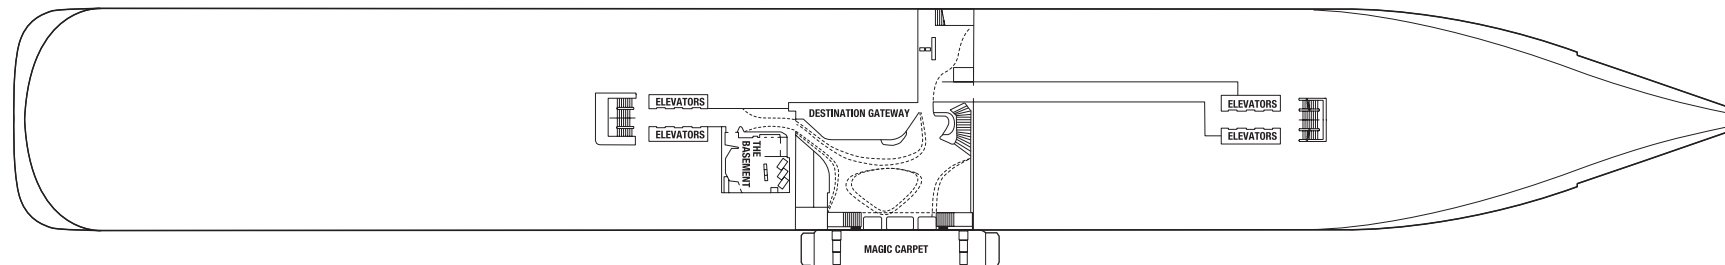 ELEVATORS
ELEVATORS
THE
BASEMENT
DESTINATION GATEWAY
MAGIC CARPET
ELEVATORS
ELEVATORS